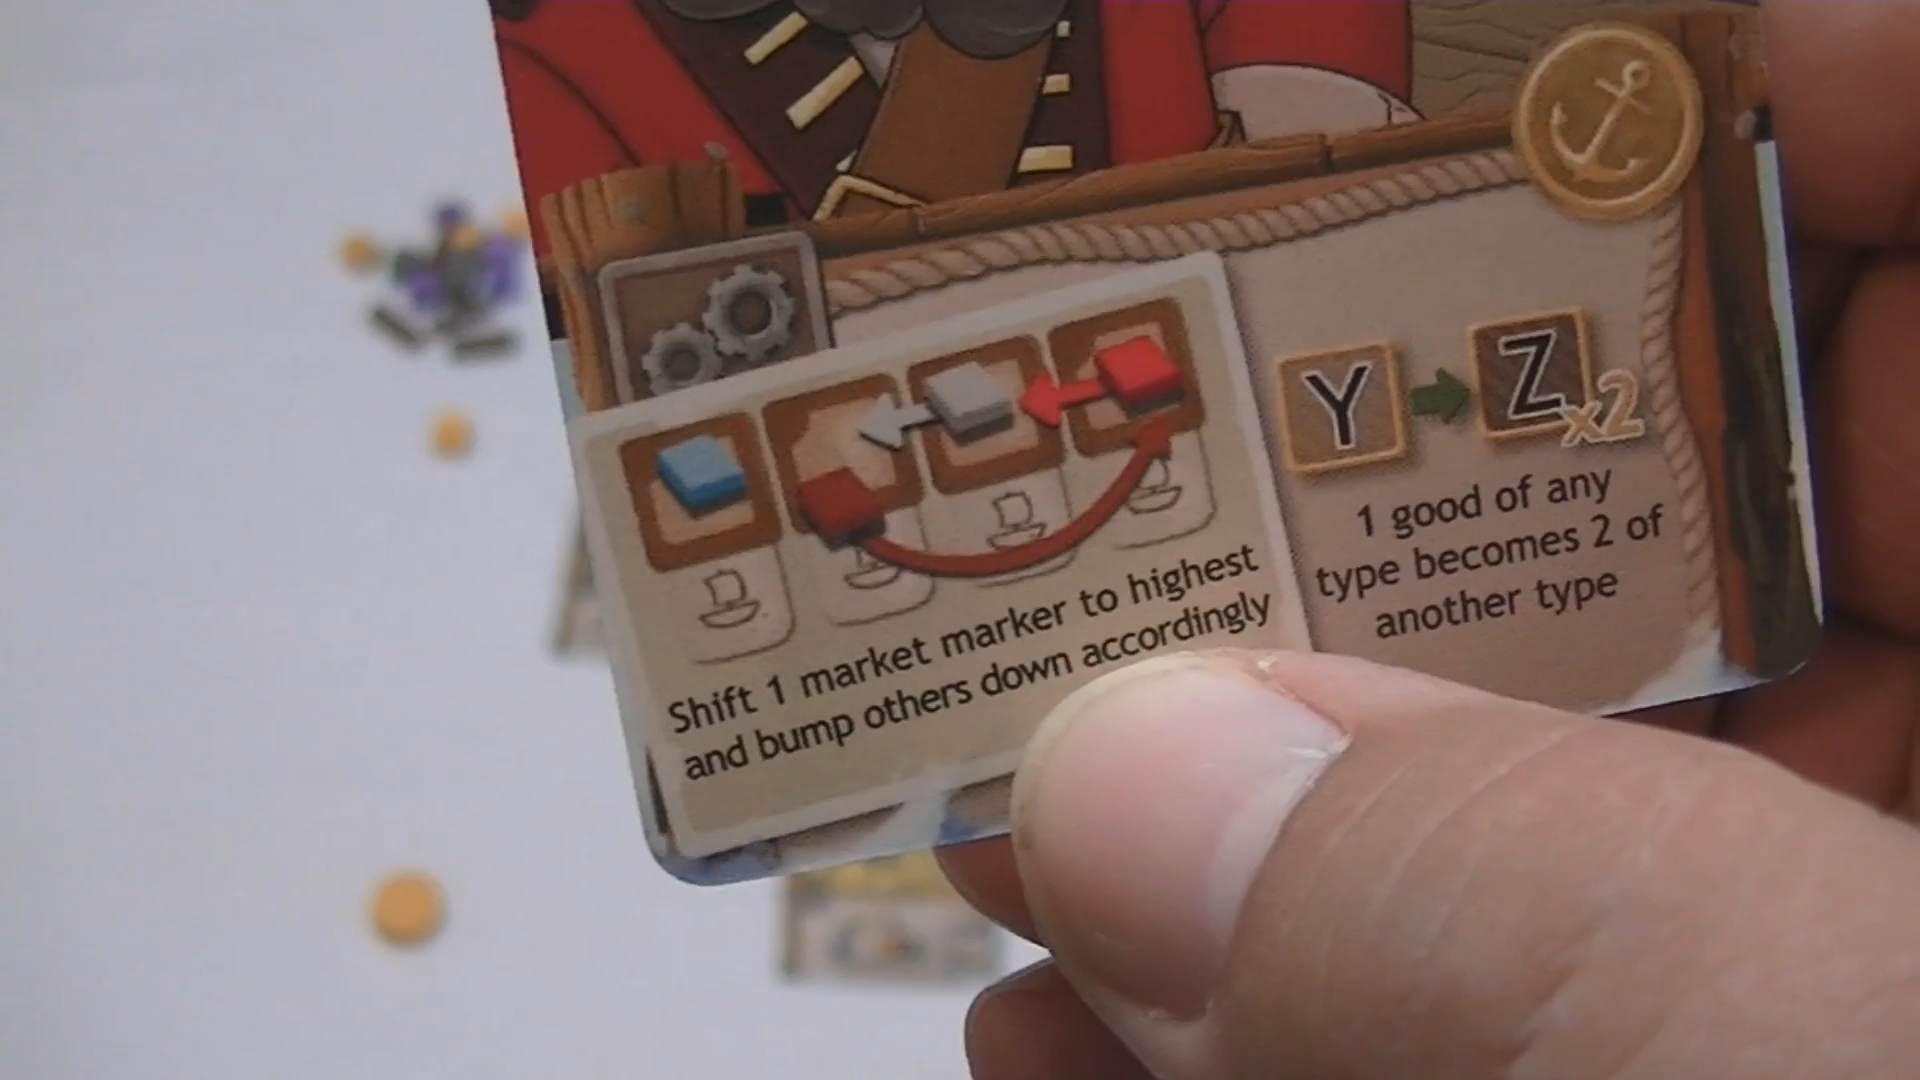 Shift 1 market marker to highest
and bump others down accordingly
Y Z
x2
1 good of any
type becomes 2 of
another type